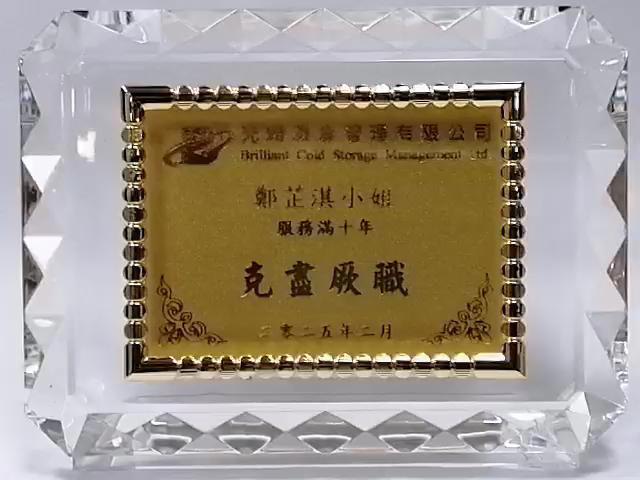 管理有限公司
Brilliant Cold Storage Management Ltd.
鄭芷淇小姐
服務滿十年
克盡厥職
二零二五年二月